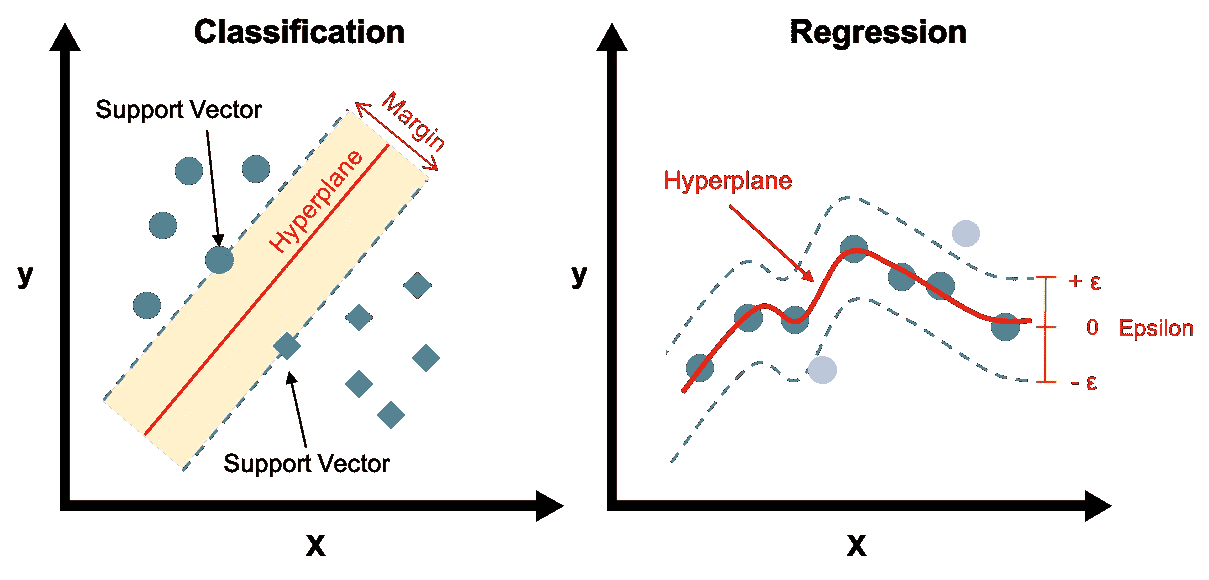 Classification
Support Vector
Margin
Hyperplane
y
Support Vector
X
Regression
Hyperplane
y
+ ε
0 Epsilon
- ε
X